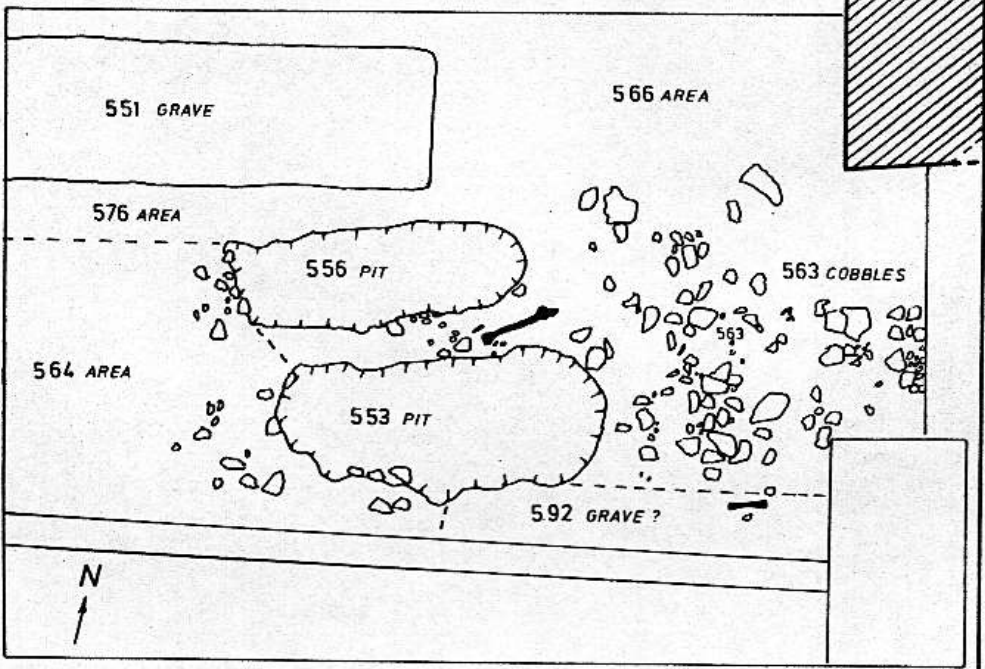 551 GRAVE
566 AREA
576 AREA
556 PIT
563 COBBLES
563
564 AREA
553 PIT
592 GRAVE ?
N